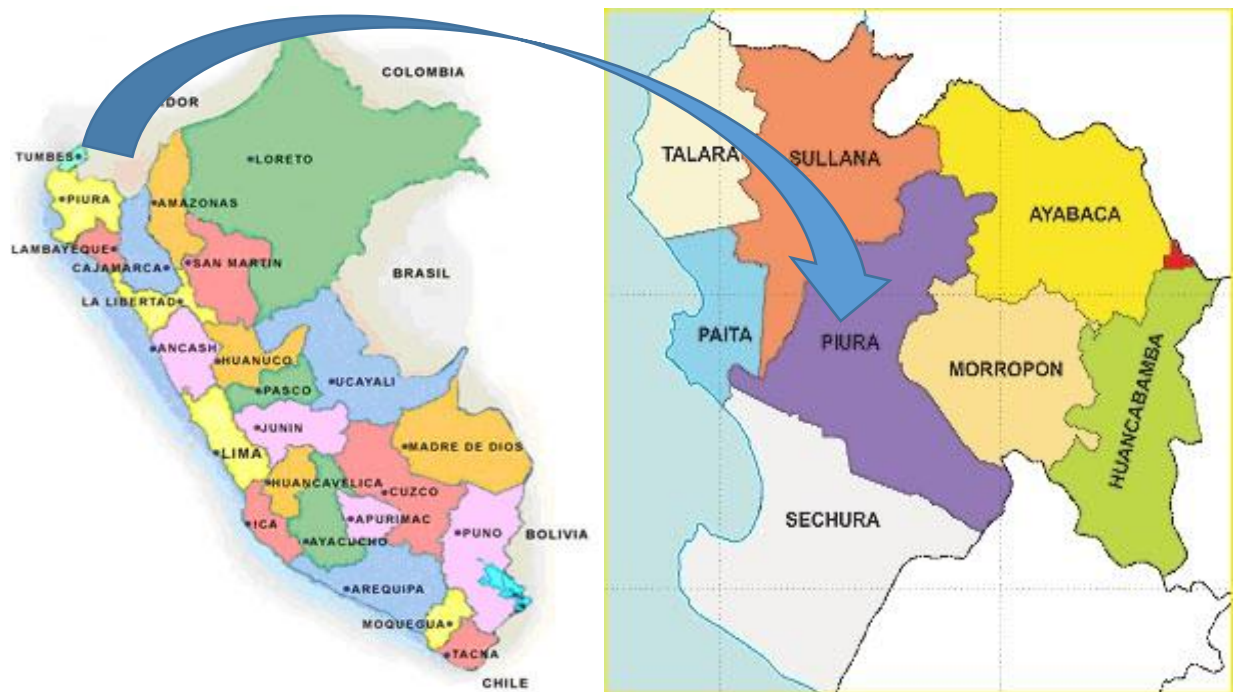 COLOMBIA
DOR
TUMBES
LORETO
PIURA
AMAZONAS
LAMBAYEQUE
CAJAMARCA
SAN MARTIN
BRASIL
LA LIBERTAD
ANCASH
HUANUCO
UCAYALI
PASCO
JUNIN
LIMA
MADRE DE DIOS
HUANCAVELICA
CUZCO
ICA
APURIMAC
PUNO
BOLIVIA
AYACUCHO
AREQUIPA
MOQUEGUA
TACNA
CHILE
TALARA
SULLANA
AYABACA
PAITA
PIURA
MORROPON
HUANCABAMBA
SECHURA